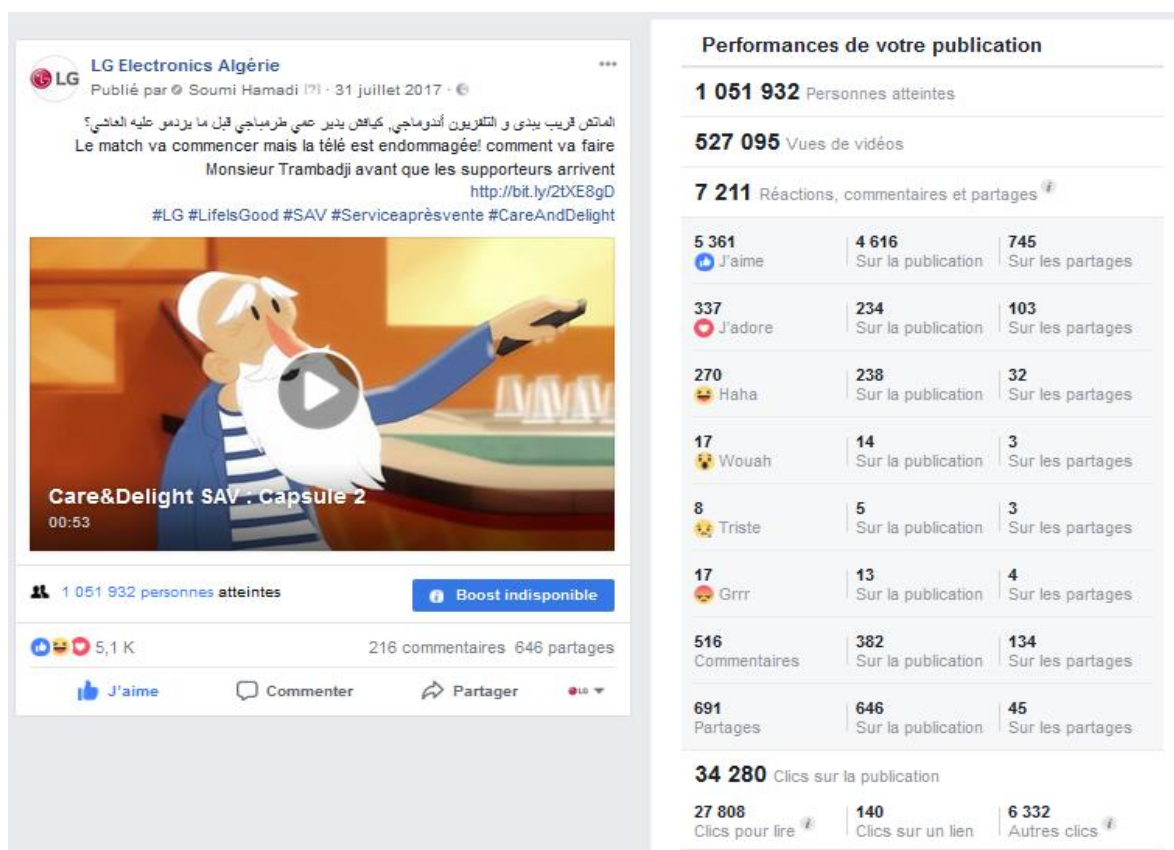 LG
LG Electronics Algérie
Publié par Soumi Hamadi [?] · 31 juillet 2017 ·
الماتش قريب يبدى و التلفزيون أندوماجي, كيافش يدير عمي طرمباجي قبل ما يردمو عليه الغاشي؟
Le match va commencer mais la télé est endommagée! comment va faire
Monsieur Trambadji avant que les supporteurs arrivent
http://bit.ly/2tXE8gD
#LG #LifeIsGood #SAV #Serviceaprèsvente #CareAndDelight
Care&Delight SAV : Capsule 2
00:53
1 051 932 personnes atteintes
Boost indisponible
5,1 K
216 commentaires 646 partages
J'aime Commenter Partager
Performances de votre publication
1 051 932 Personnes atteintes
527 095 Vues de vidéos
7 211 Réactions, commentaires et partages
5 361 4 616 745
J'aime Sur la publication Sur les partages
337 234 103
J'adore Sur la publication Sur les partages
270 238 32
Haha Sur la publication Sur les partages
17 14 3
Wouah Sur la publication Sur les partages
8 5 3
Triste Sur la publication Sur les partages
17 13 4
Grrr Sur la publication Sur les partages
516 382 134
Commentaires Sur la publication Sur les partages
691 646 45
Partages Sur la publication Sur les partages
34 280 Clics sur la publication
27 808 140 6 332
Clics pour lire Clics sur un lien Autres clics